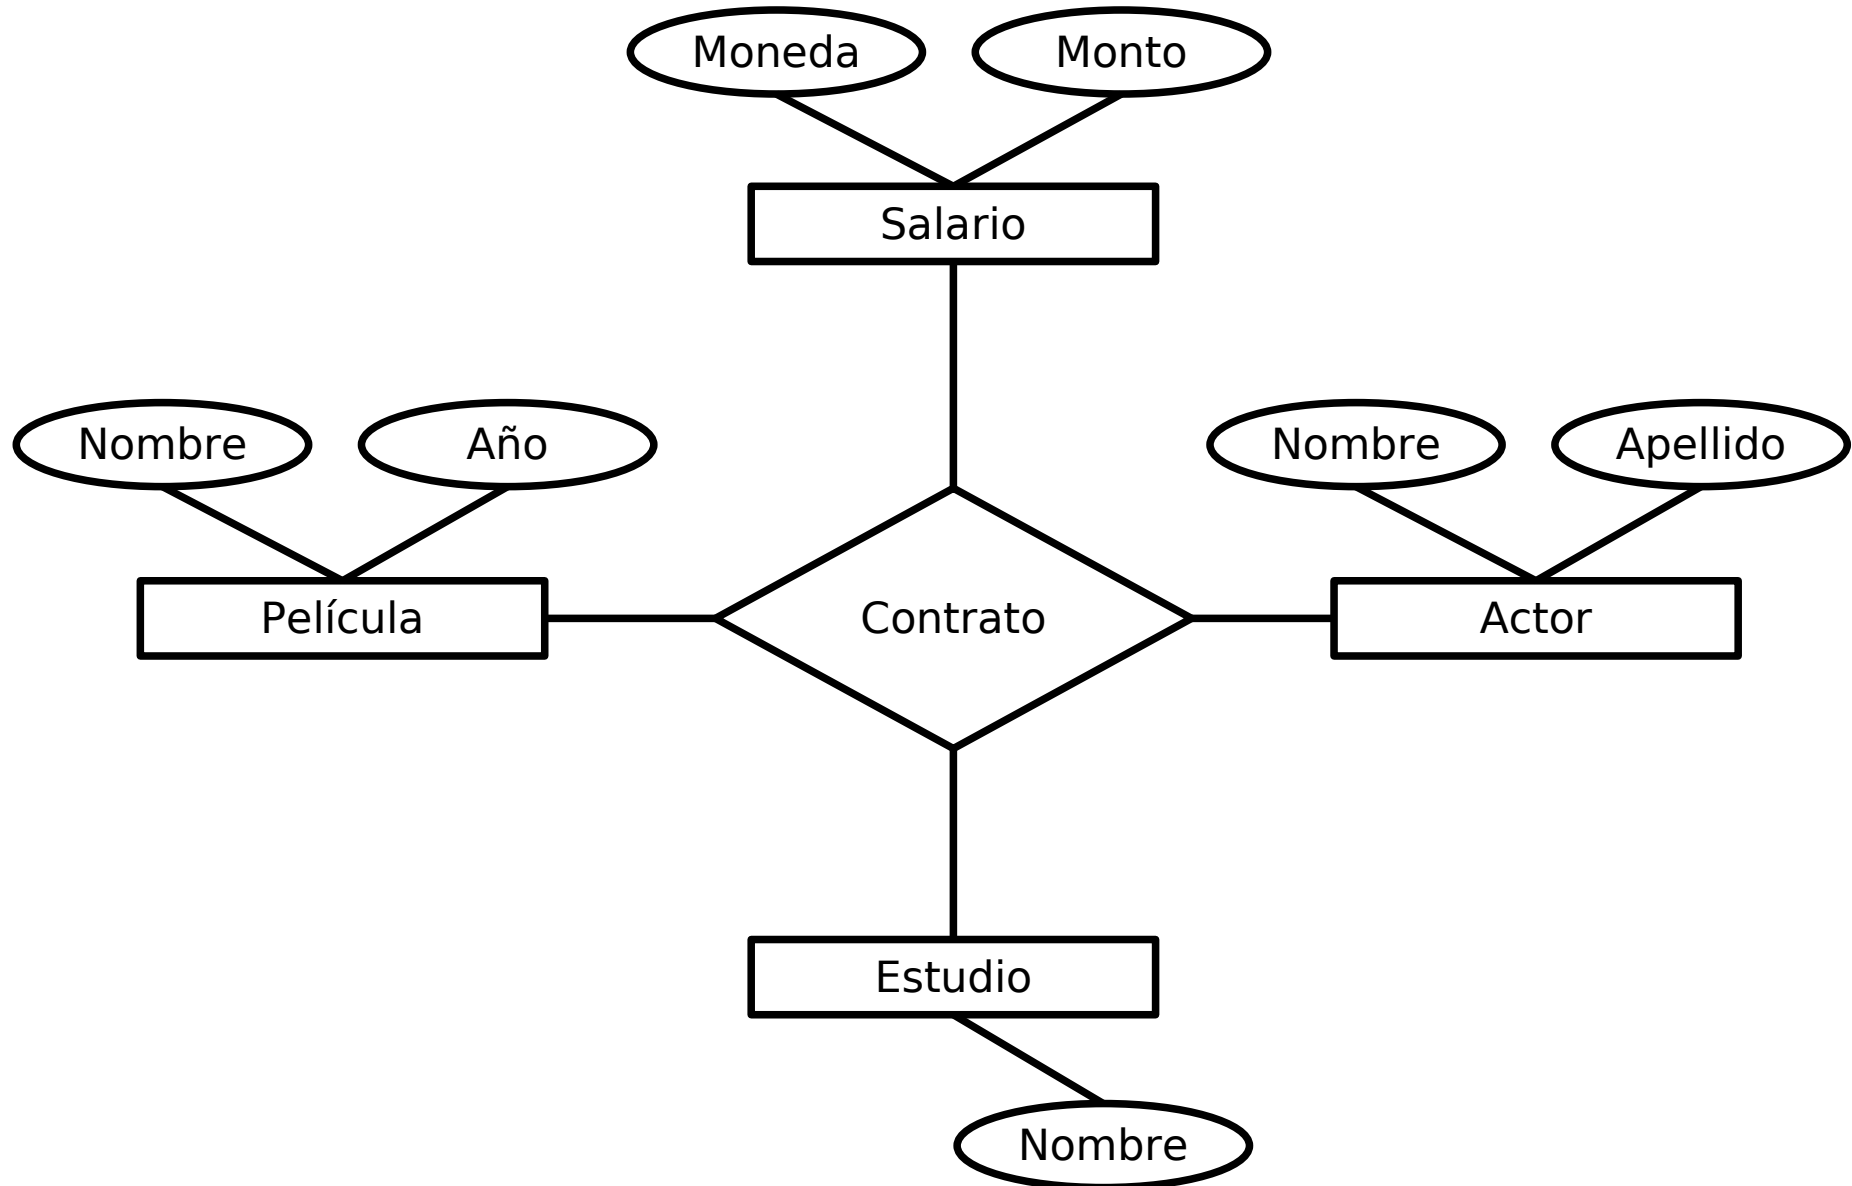 Moneda
Monto
Salario
Nombre
Año
Nombre
Apellido
Película
Contrato
Actor
Estudio
Nombre